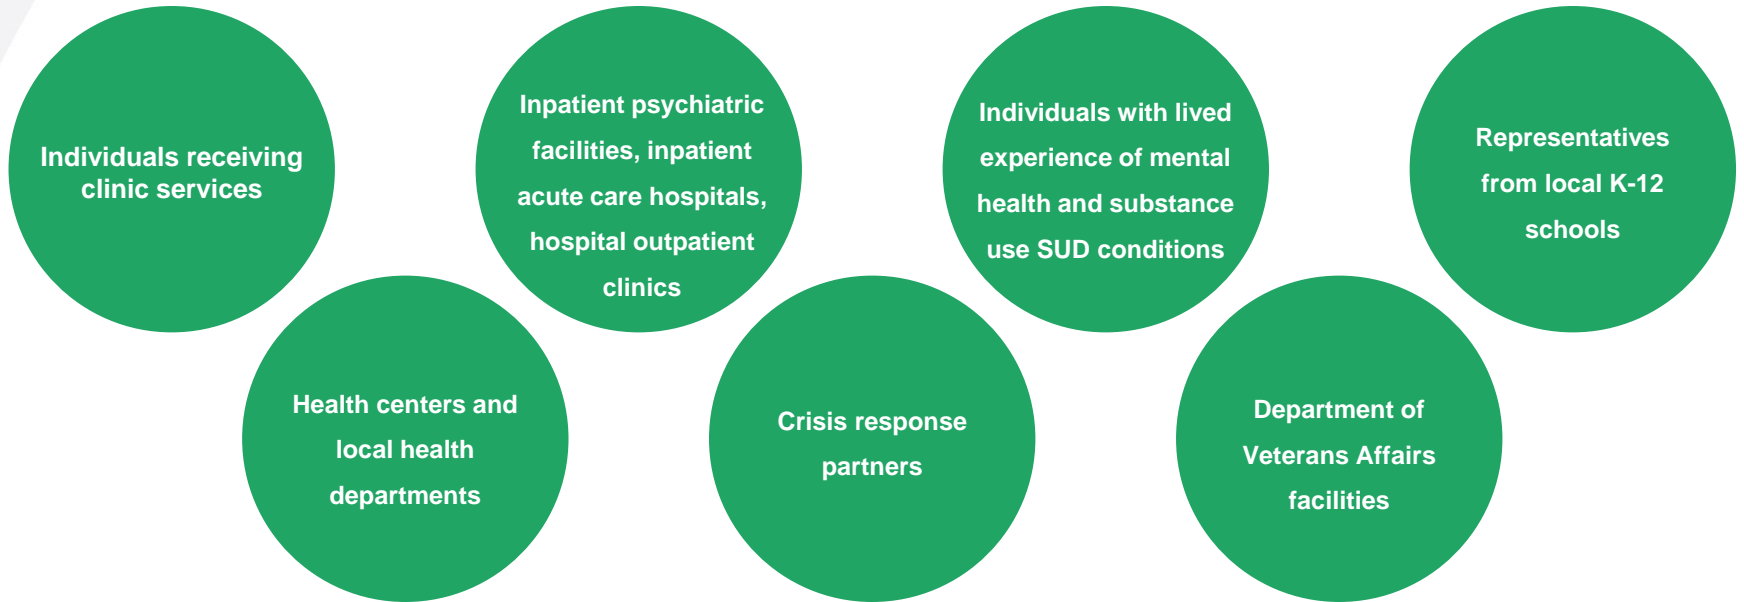 Individuals receiving
clinic services
Inpatient psychiatric
facilities, inpatient
acute care hospitals,
hospital outpatient
clinics
Individuals with lived
experience of mental
health and substance
use SUD conditions
Representatives
from local K-12
schools
Health centers and
local health
departments
Crisis response
partners
Department of
Veterans Affairs
facilities